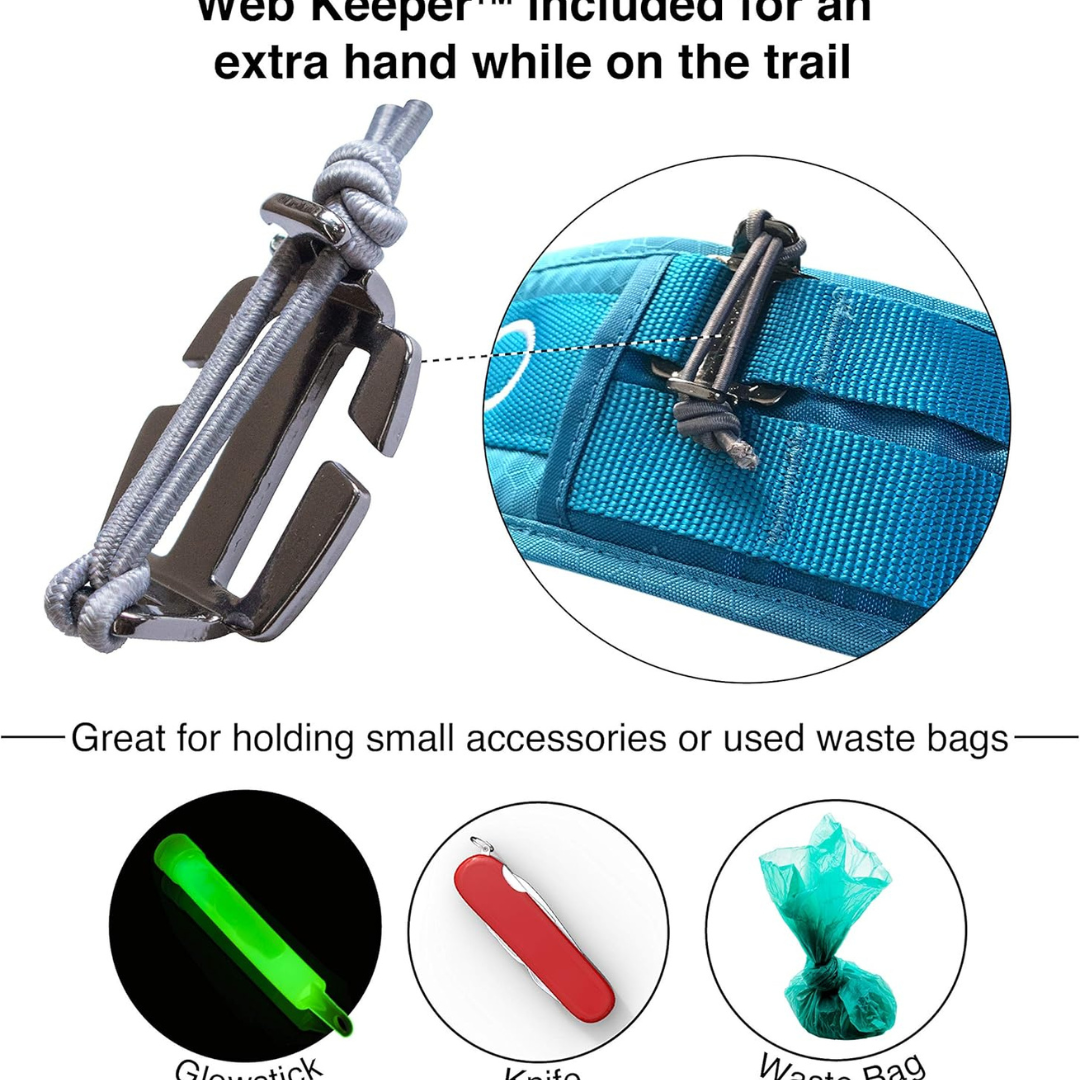 Web Keeper™ included for an
extra hand while on the trail
Great for holding small accessories or used waste bags
Glowstick
Knife
Waste Bag